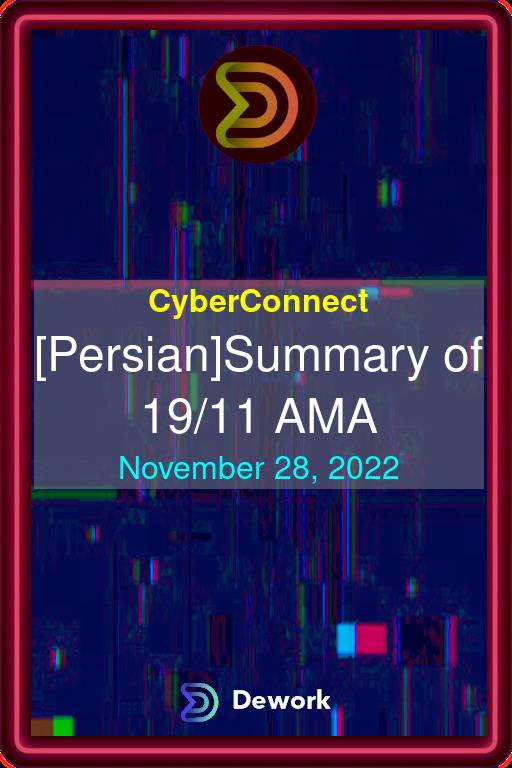 CyberConnect
[Persian]Summary of
19/11 AMA
November 28, 2022
Dework